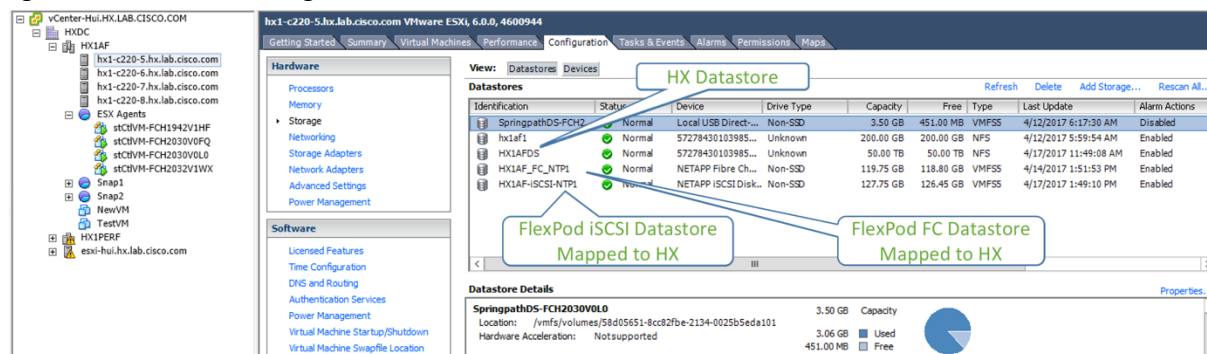 vCenter-Hui.HX.LAB.CISCO.COM
HXDC
HX1AF
hx1-c220-5.hx.lab.cisco.com
hx1-c220-6.hx.lab.cisco.com
hx1-c220-7.hx.lab.cisco.com
hx1-c220-8.hx.lab.cisco.com
ESX Agents
stCtlVM-FCH1942V1HF
stCtlVM-FCH2030V0FQ
stCtlVM-FCH2030V0L0
stCtlVM-FCH2032V1WX
Snap1
Snap2
NewVM
TestVM
HX1PERF
esxi-hui.hx.lab.cisco.com
hx1-c220-5.hx.lab.cisco.com VMware ESXi, 6.0.0, 4600944
Getting Started Summary Virtual Machines Performance Configuration Tasks & Events Alarms Permissions Maps
Hardware
Processors
Memory
Storage
Networking
Storage Adapters
Network Adapters
Advanced Settings
Power Management
Software
Licensed Features
Time Configuration
DNS and Routing
Authentication Services
Power Management
Virtual Machine Startup/Shutdown
Virtual Machine Swapfile Location
View: Datastores Devices
HX Datastore
Datastores Refresh Delete Add Storage... Rescan All...
Identification Status Device Drive Type Capacity Free Type Last Update Alarm Actions
SpringpathDS-FCH2... Normal Local USB Direct-... Non-SSD 3.50 GB 451.00 MB VMFS5 4/12/2017 6:17:30 AM Disabled
hx1af1 Normal 57278430103985... Unknown 200.00 GB 200.00 GB NFS 4/12/2017 5:59:54 AM Enabled
HX1AFDS Normal 57278430103985... Unknown 50.00 TB 50.00 TB NFS 4/17/2017 11:49:08 AM Enabled
HX1AF_FC_NTP1 Normal NETAPP Fibre Ch... Non-SSD 119.75 GB 118.80 GB VMFS5 4/14/2017 1:51:53 PM Enabled
HX1AF-iSCSI-NTP1 Normal NETAPP iSCSI Disk... Non-SSD 127.75 GB 126.45 GB VMFS5 4/17/2017 1:49:10 PM Enabled
FlexPod iSCSI Datastore
Mapped to HX
FlexPod FC Datastore
Mapped to HX
Datastore Details Properties...
SpringpathDS-FCH2030V0L0 3.50 GB Capacity
Location: /vmfs/volumes/58d05651-8cc82fbe-2134-0025b5eda101
Hardware Acceleration: Not supported 3.06 GB Used
451.00 MB Free